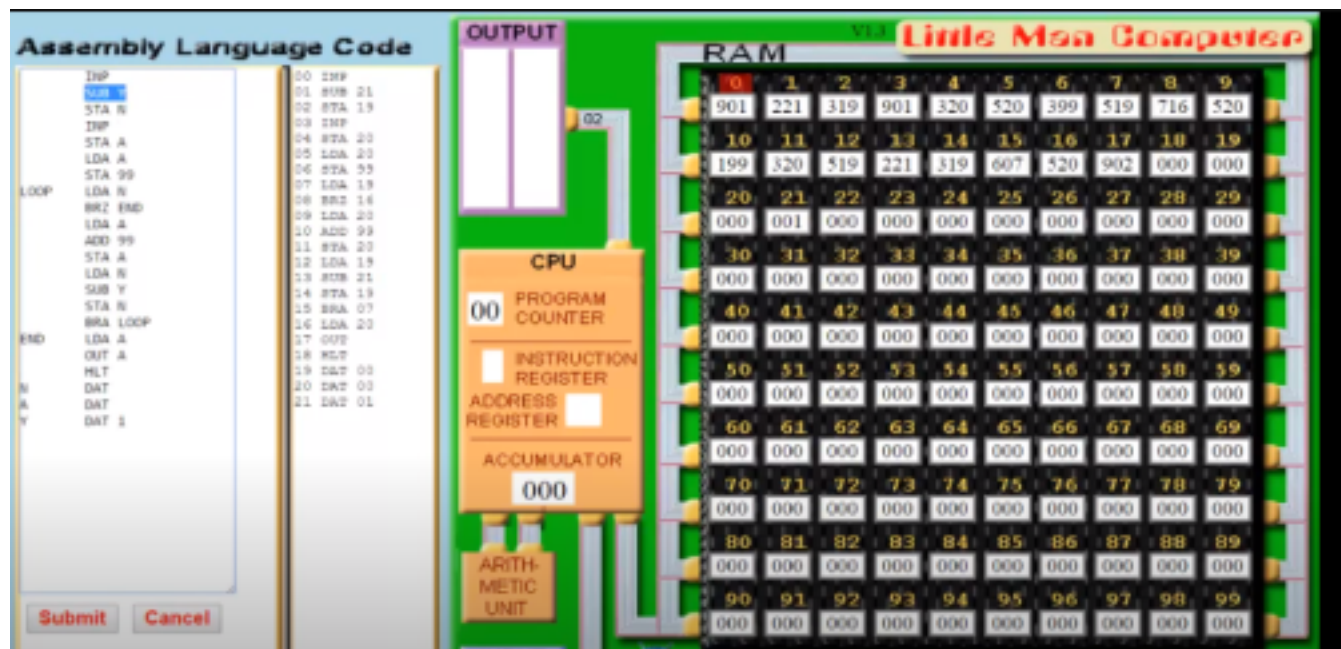 OUTPUT
V1.3 Little Man Computer
Assembly Language Code
RAM
INP
SUB Y
STA N
INP
STA A
LDA A
STA 99
LOOP LDA N
BRZ END
LDA A
ADD 99
STA A
LDA N
SUB Y
STA N
BRA LOOP
END LDA A
OUT A
HLT
N DAT
A DAT
Y DAT 1
Submit Cancel
00 INP
01 SUB 21
02 STA 19
03 INP
04 STA 20
05 LDA 20
06 STA 99
07 LDA 19
08 BRZ 16
09 LDA 20
10 ADD 99
11 STA 20
12 LDA 19
13 SUB 21
14 STA 19
15 BRA 07
16 LDA 20
17 OUT
18 HLT
19 DAT 00
20 DAT 00
21 DAT 01
02
CPU
00 PROGRAM COUNTER
INSTRUCTION
REGISTER
ADDRESS
REGISTER
ACCUMULATOR
000
ARITH-
METIC
UNIT
0 1 2 3 4 5 6 7 8 9
901 221 319 901 320 520 399 519 716 520
10 11 12 13 14 15 16 17 18 19
199 320 519 221 319 607 520 902 000 000
20 21 22 23 24 25 26 27 28 29
000 001 000 000 000 000 000 000 000 000
30 31 32 33 34 35 36 37 38 39
000 000 000 000 000 000 000 000 000 000
40 41 42 43 44 45 46 47 48 49
000 000 000 000 000 000 000 000 000 000
50 51 52 53 54 55 56 57 58 59
000 000 000 000 000 000 000 000 000 000
60 61 62 63 64 65 66 67 68 69
000 000 000 000 000 000 000 000 000 000
70 71 72 73 74 75 76 77 78 79
000 000 000 000 000 000 000 000 000 000
80 81 82 83 84 85 86 87 88 89
000 000 000 000 000 000 000 000 000 000
90 91 92 93 94 95 96 97 98 99
000 000 000 000 000 000 000 000 000 000